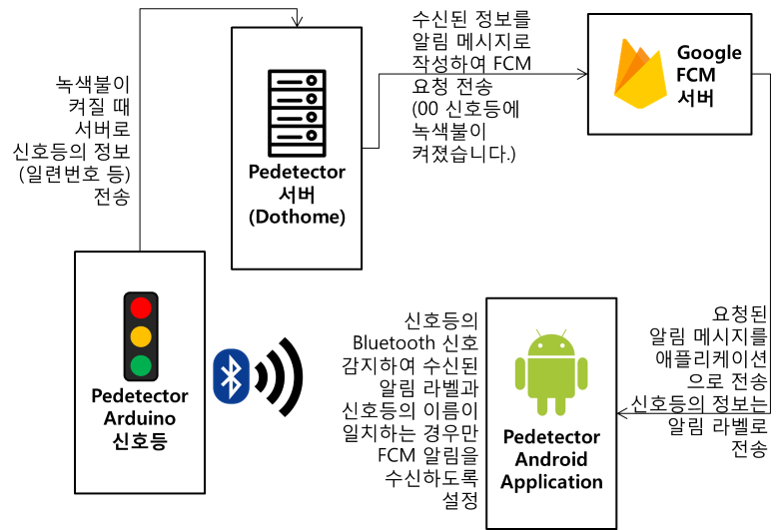 녹색불이
켜질 때
서버로
신호등의 정보
(일련번호 등)
전송
Pedetector
서버
(Dothome)
수신된 정보를
알림 메시지로
작성하여 FCM
요청 전송
(00 신호등에
녹색불이
켜졌습니다.)
Google
FCM
서버
Pedetector
Arduino
신호등
신호등의
Bluetooth 신호
감지하여 수신된
알림 라벨과
신호등의 이름이
일치하는 경우만
FCM 알림을
수신하도록
설정
Pedetector
Android
Application
요청된
알림 메시지를
애플리케이션
으로 전송
신호등의 정보는
알림 라벨로
전송